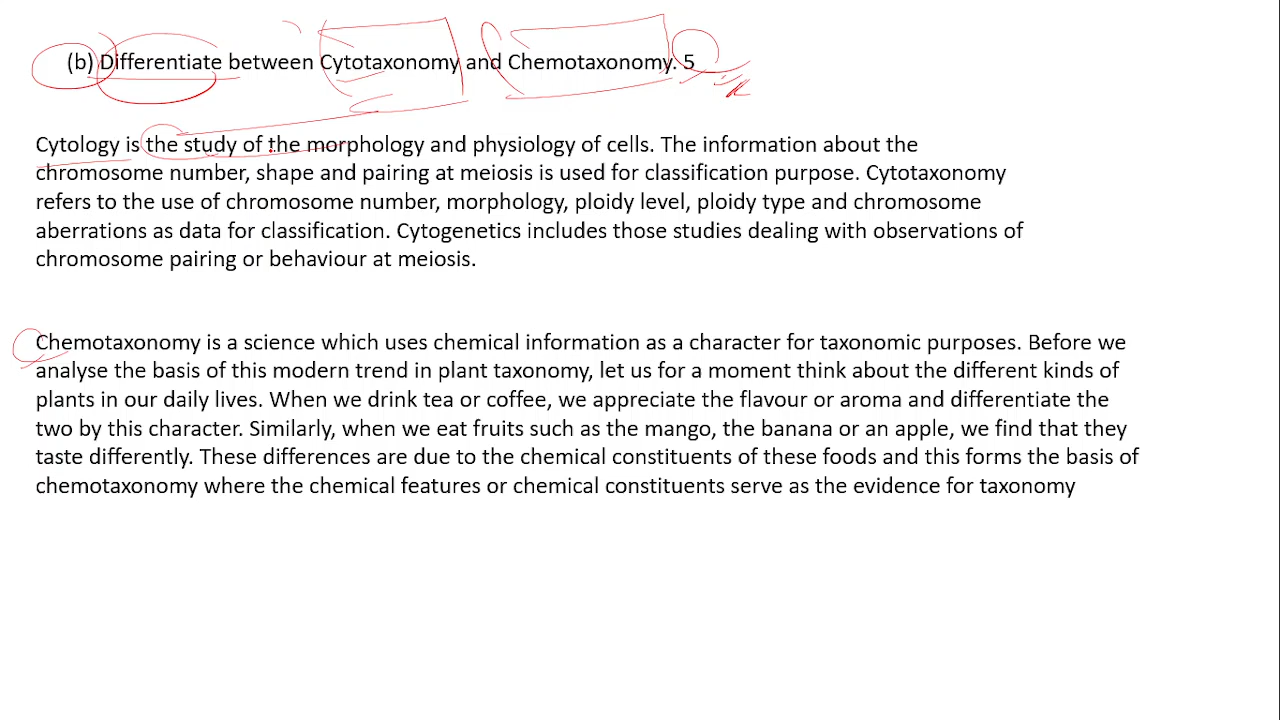 (b) Differentiate between Cytotaxonomy and Chemotaxonomy. 5
Cytology is the study of the morphology and physiology of cells. The information about the
chromosome number, shape and pairing at meiosis is used for classification purpose. Cytotaxonomy
refers to the use of chromosome number, morphology, ploidy level, ploidy type and chromosome
aberrations as data for classification. Cytogenetics includes those studies dealing with observations of
chromosome pairing or behaviour at meiosis.
Chemotaxonomy is a science which uses chemical information as a character for taxonomic purposes. Before we
analyse the basis of this modern trend in plant taxonomy, let us for a moment think about the different kinds of
plants in our daily lives. When we drink tea or coffee, we appreciate the flavour or aroma and differentiate the
two by this character. Similarly, when we eat fruits such as the mango, the banana or an apple, we find that they
taste differently. These differences are due to the chemical constituents of these foods and this forms the basis of
chemotaxonomy where the chemical features or chemical constituents serve as the evidence for taxonomy